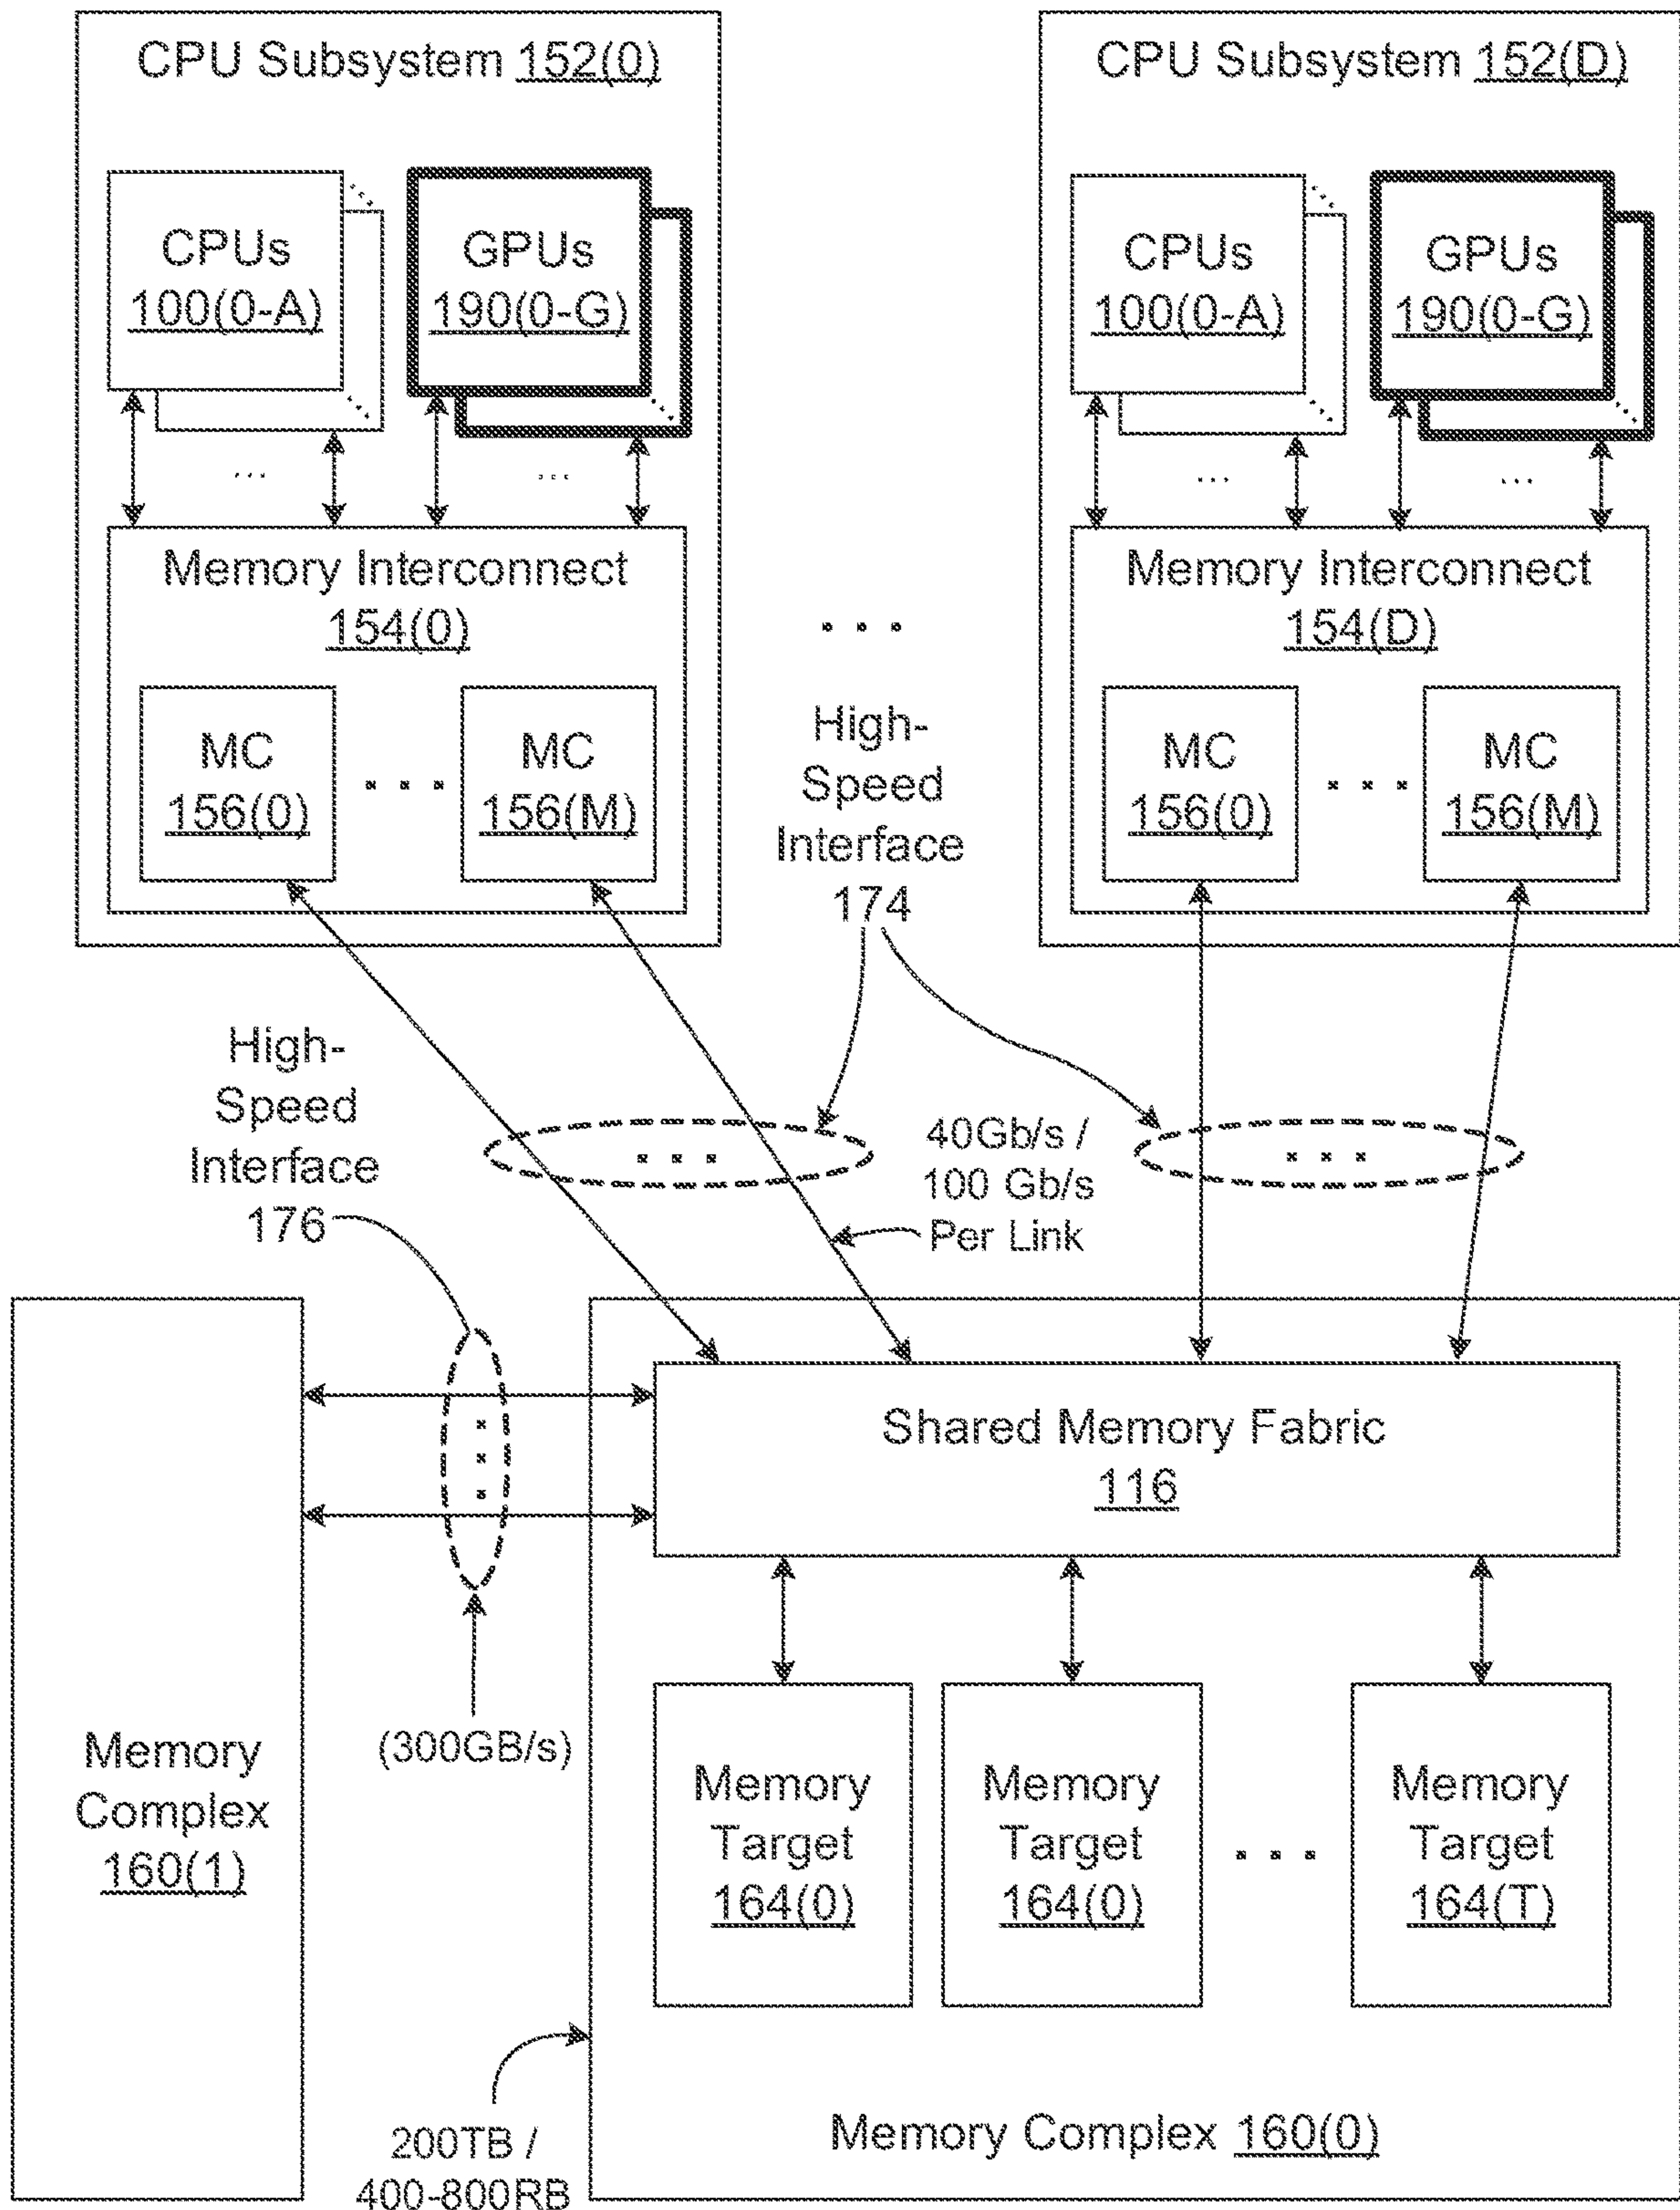 CPU Subsystem 152(0)
CPUs
100(0-A)
GPUs
190(0-G)
...
...
Memory Interconnect
154(0)
MC
156(0)
...
MC
156(M)
...
CPU Subsystem 152(D)
CPUs
100(0-A)
GPUs
190(0-G)
...
...
Memory Interconnect
154(D)
MC
156(0)
...
MC
156(M)
High-
Speed
Interface
174
High-
Speed
Interface
176
...
40Gb/s /
100 Gb/s
Per Link
...
...
(300GB/s)
Shared Memory Fabric
116
Memory
Complex
160(1)
Memory
Target
164(0)
Memory
Target
164(0)
...
Memory
Target
164(T)
200TB /
400-800RB
Memory Complex 160(0)